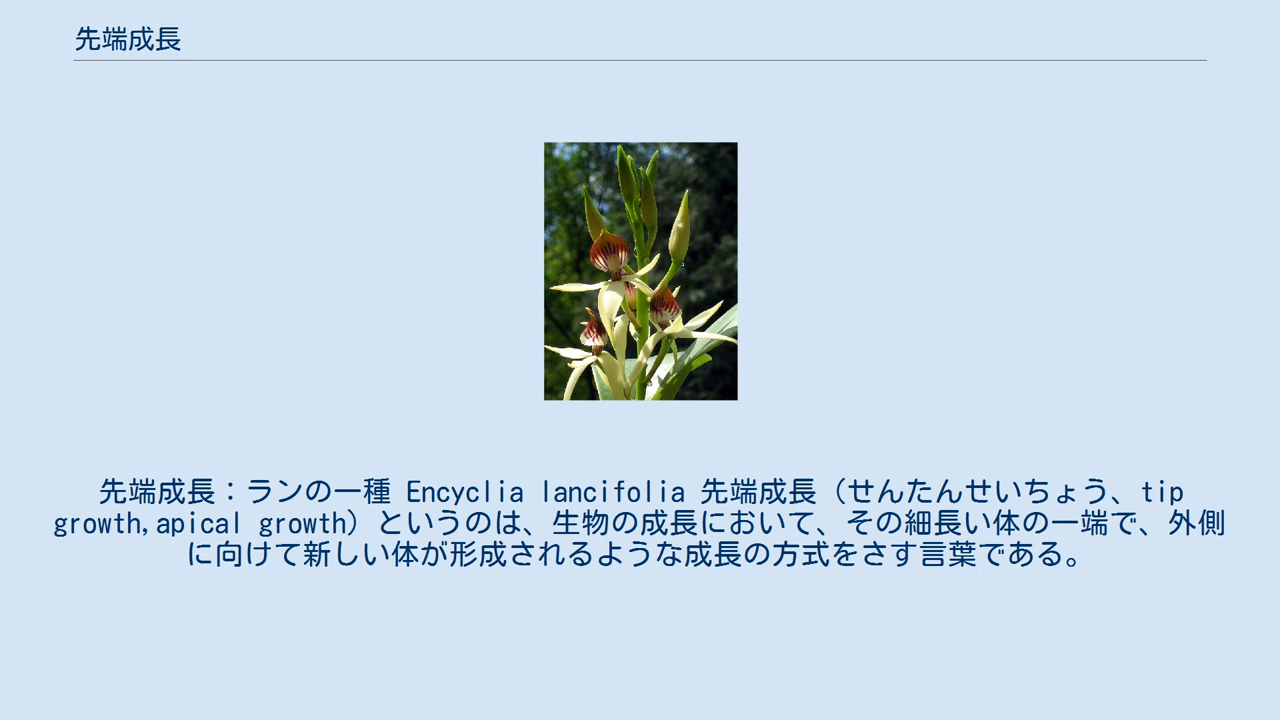 先端成長
先端成長：ランの一種 Encyclia lancifolia 先端成長（せんたんせいちょう、tip
growth,apical growth）というのは、生物の成長において、その細長い体の一端で、外側
に向けて新しい体が形成されるような成長の方式をさす言葉である。